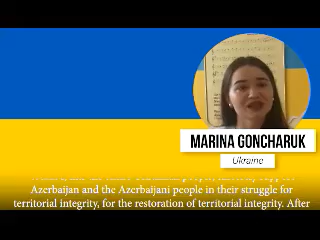 MARINA GONCHARUK
Ukraine
Azerbaijan and the Azerbaijani people in their struggle for
territorial integrity, for the restoration of territorial integrity. After